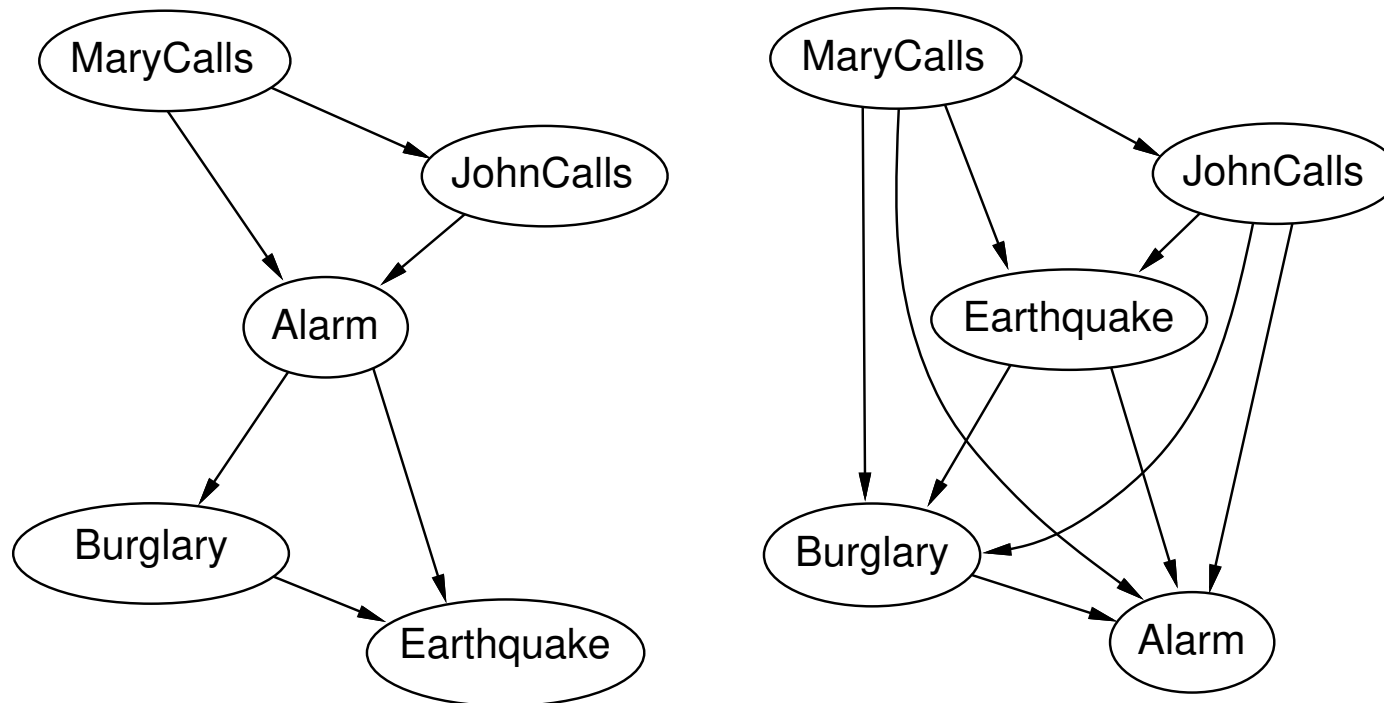 MaryCalls
JohnCalls
Alarm
Burglary
Earthquake
MaryCalls
JohnCalls
Earthquake
Burglary
Alarm